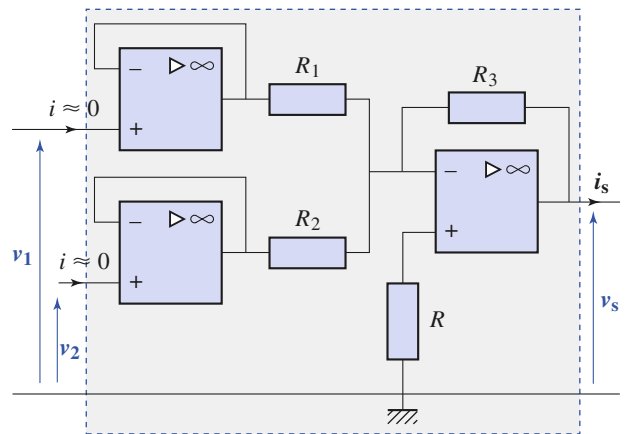 − ▷ ∞
R₁
R₃
i ≈ 0
+
− ▷ ∞
iₛ
− ▷ ∞
R₂
+
v₁
i ≈ 0
+
vₛ
R
v₂